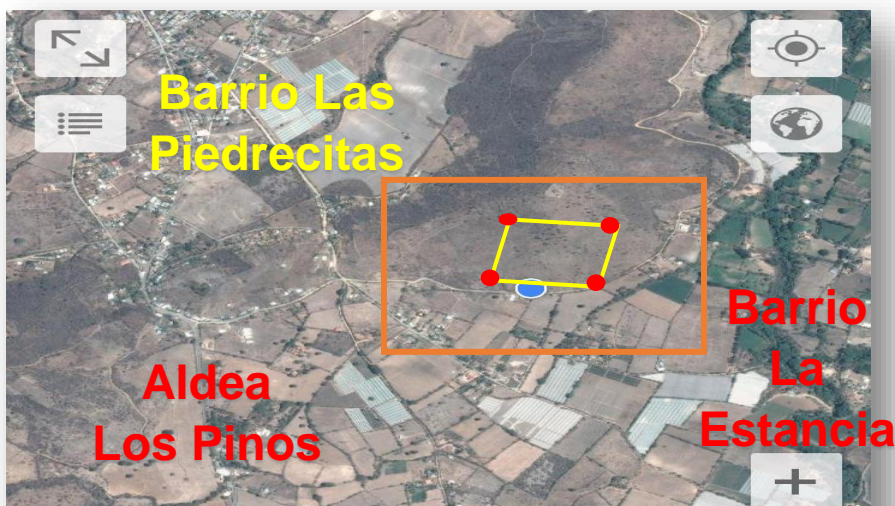 Barrio Las
Piedrecitas
Barrio
La
Estancia
Aldea
Los Pinos